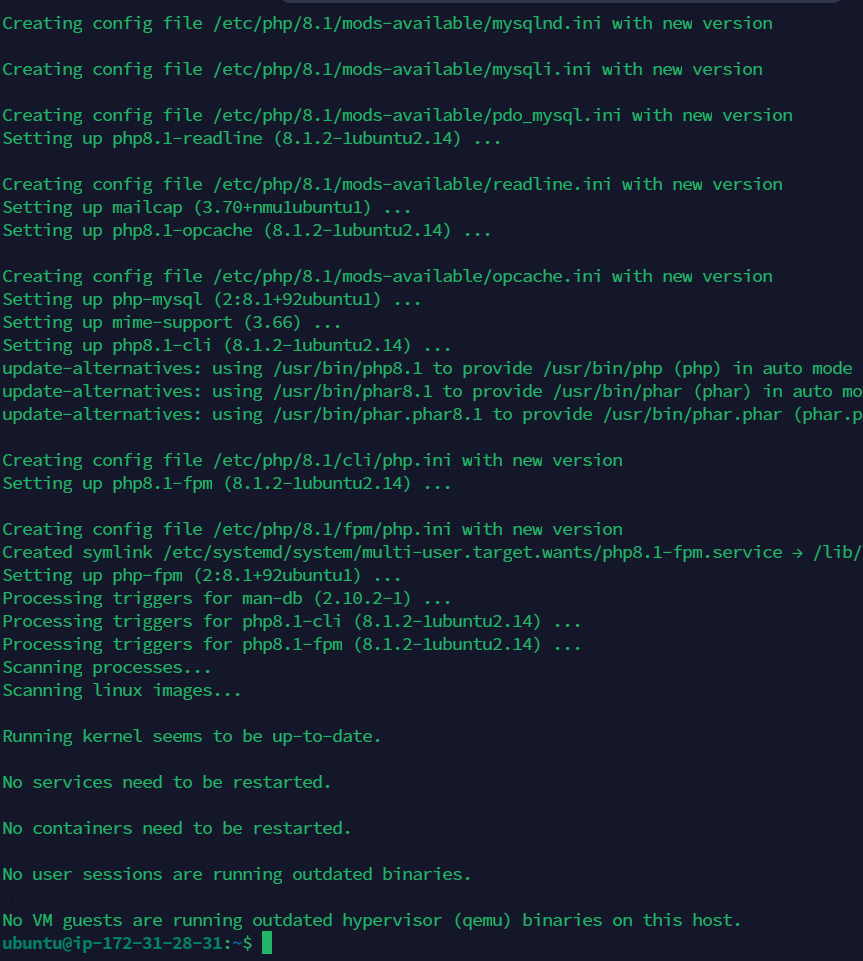 Creating config file /etc/php/8.1/mods-available/mysqlnd.ini with new version
Creating config file /etc/php/8.1/mods-available/mysqli.ini with new version
Creating config file /etc/php/8.1/mods-available/pdo_mysql.ini with new version
Setting up php8.1-readline (8.1.2-1ubuntu2.14) ...
Creating config file /etc/php/8.1/mods-available/readline.ini with new version
Setting up mailcap (3.70+nmu1ubuntu1) ...
Setting up php8.1-opcache (8.1.2-1ubuntu2.14) ...
Creating config file /etc/php/8.1/mods-available/opcache.ini with new version
Setting up php-mysql (2:8.1+92ubuntu1) ...
Setting up mime-support (3.66) ...
Setting up php8.1-cli (8.1.2-1ubuntu2.14) ...
update-alternatives: using /usr/bin/php8.1 to provide /usr/bin/php (php) in auto mode
update-alternatives: using /usr/bin/phar8.1 to provide /usr/bin/phar (phar) in auto mo
update-alternatives: using /usr/bin/phar.phar8.1 to provide /usr/bin/phar.phar (phar.p
Creating config file /etc/php/8.1/cli/php.ini with new version
Setting up php8.1-fpm (8.1.2-1ubuntu2.14) ...
Creating config file /etc/php/8.1/fpm/php.ini with new version
Created symlink /etc/systemd/system/multi-user.target.wants/php8.1-fpm.service → /lib/
Setting up php-fpm (2:8.1+92ubuntu1) ...
Processing triggers for man-db (2.10.2-1) ...
Processing triggers for php8.1-cli (8.1.2-1ubuntu2.14) ...
Processing triggers for php8.1-fpm (8.1.2-1ubuntu2.14) ...
Scanning processes...
Scanning linux images...
Running kernel seems to be up-to-date.
No services need to be restarted.
No containers need to be restarted.
No user sessions are running outdated binaries.
No VM guests are running outdated hypervisor (qemu) binaries on this host.
ubuntu@ip-172-31-28-31:~$